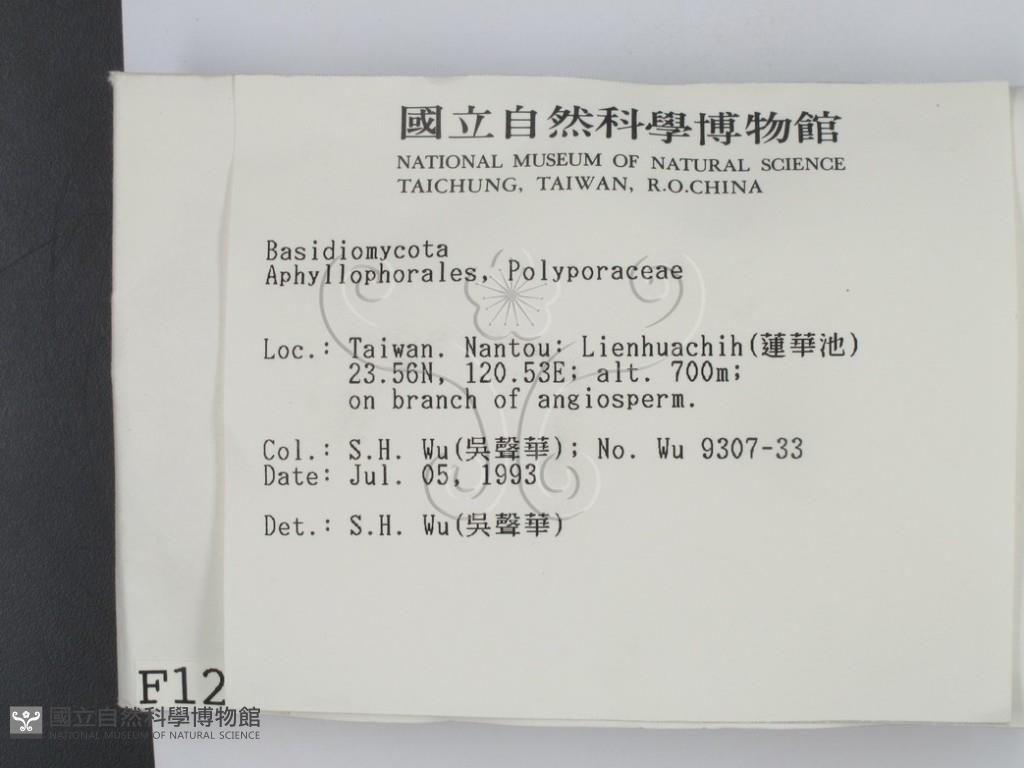 國立自然科學博物館
NATIONAL MUSEUM OF NATURAL SCIENCE
TAICHUNG, TAIWAN, R.O.CHINA
Basidiomycota
Aphyllophorales, Polyporaceae
Loc.: Taiwan. Nantou: Lienhuachih(蓮華池)
23.56N, 120.53E; alt. 700m;
on branch of angiosperm.
Col.: S.H. Wu(吳聲華); No. Wu 9307-33
Date: Jul. 05, 1993
Det.: S.H. Wu(吳聲華)
F12
國立自然科學博物館
NATIONAL MUSEUM OF NATURAL SCIENCE